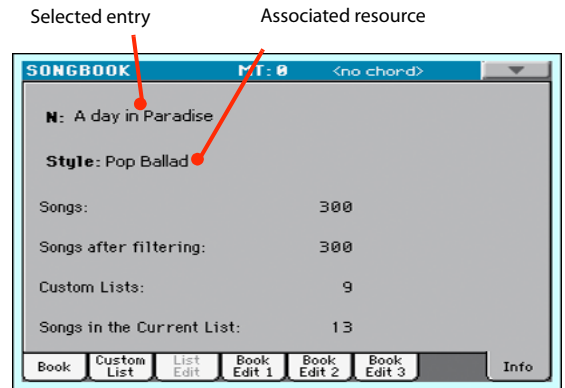 Selected entry Associated resource
SONGBOOK MT: 0 <no chord>
N: A day in Paradise
Style: Pop Ballad
Songs: 300
Songs after filtering: 300
Custom Lists: 9
Songs in the Current List: 13
Book Custom List List Edit Book Edit 1 Book Edit 2 Book Edit 3 Info